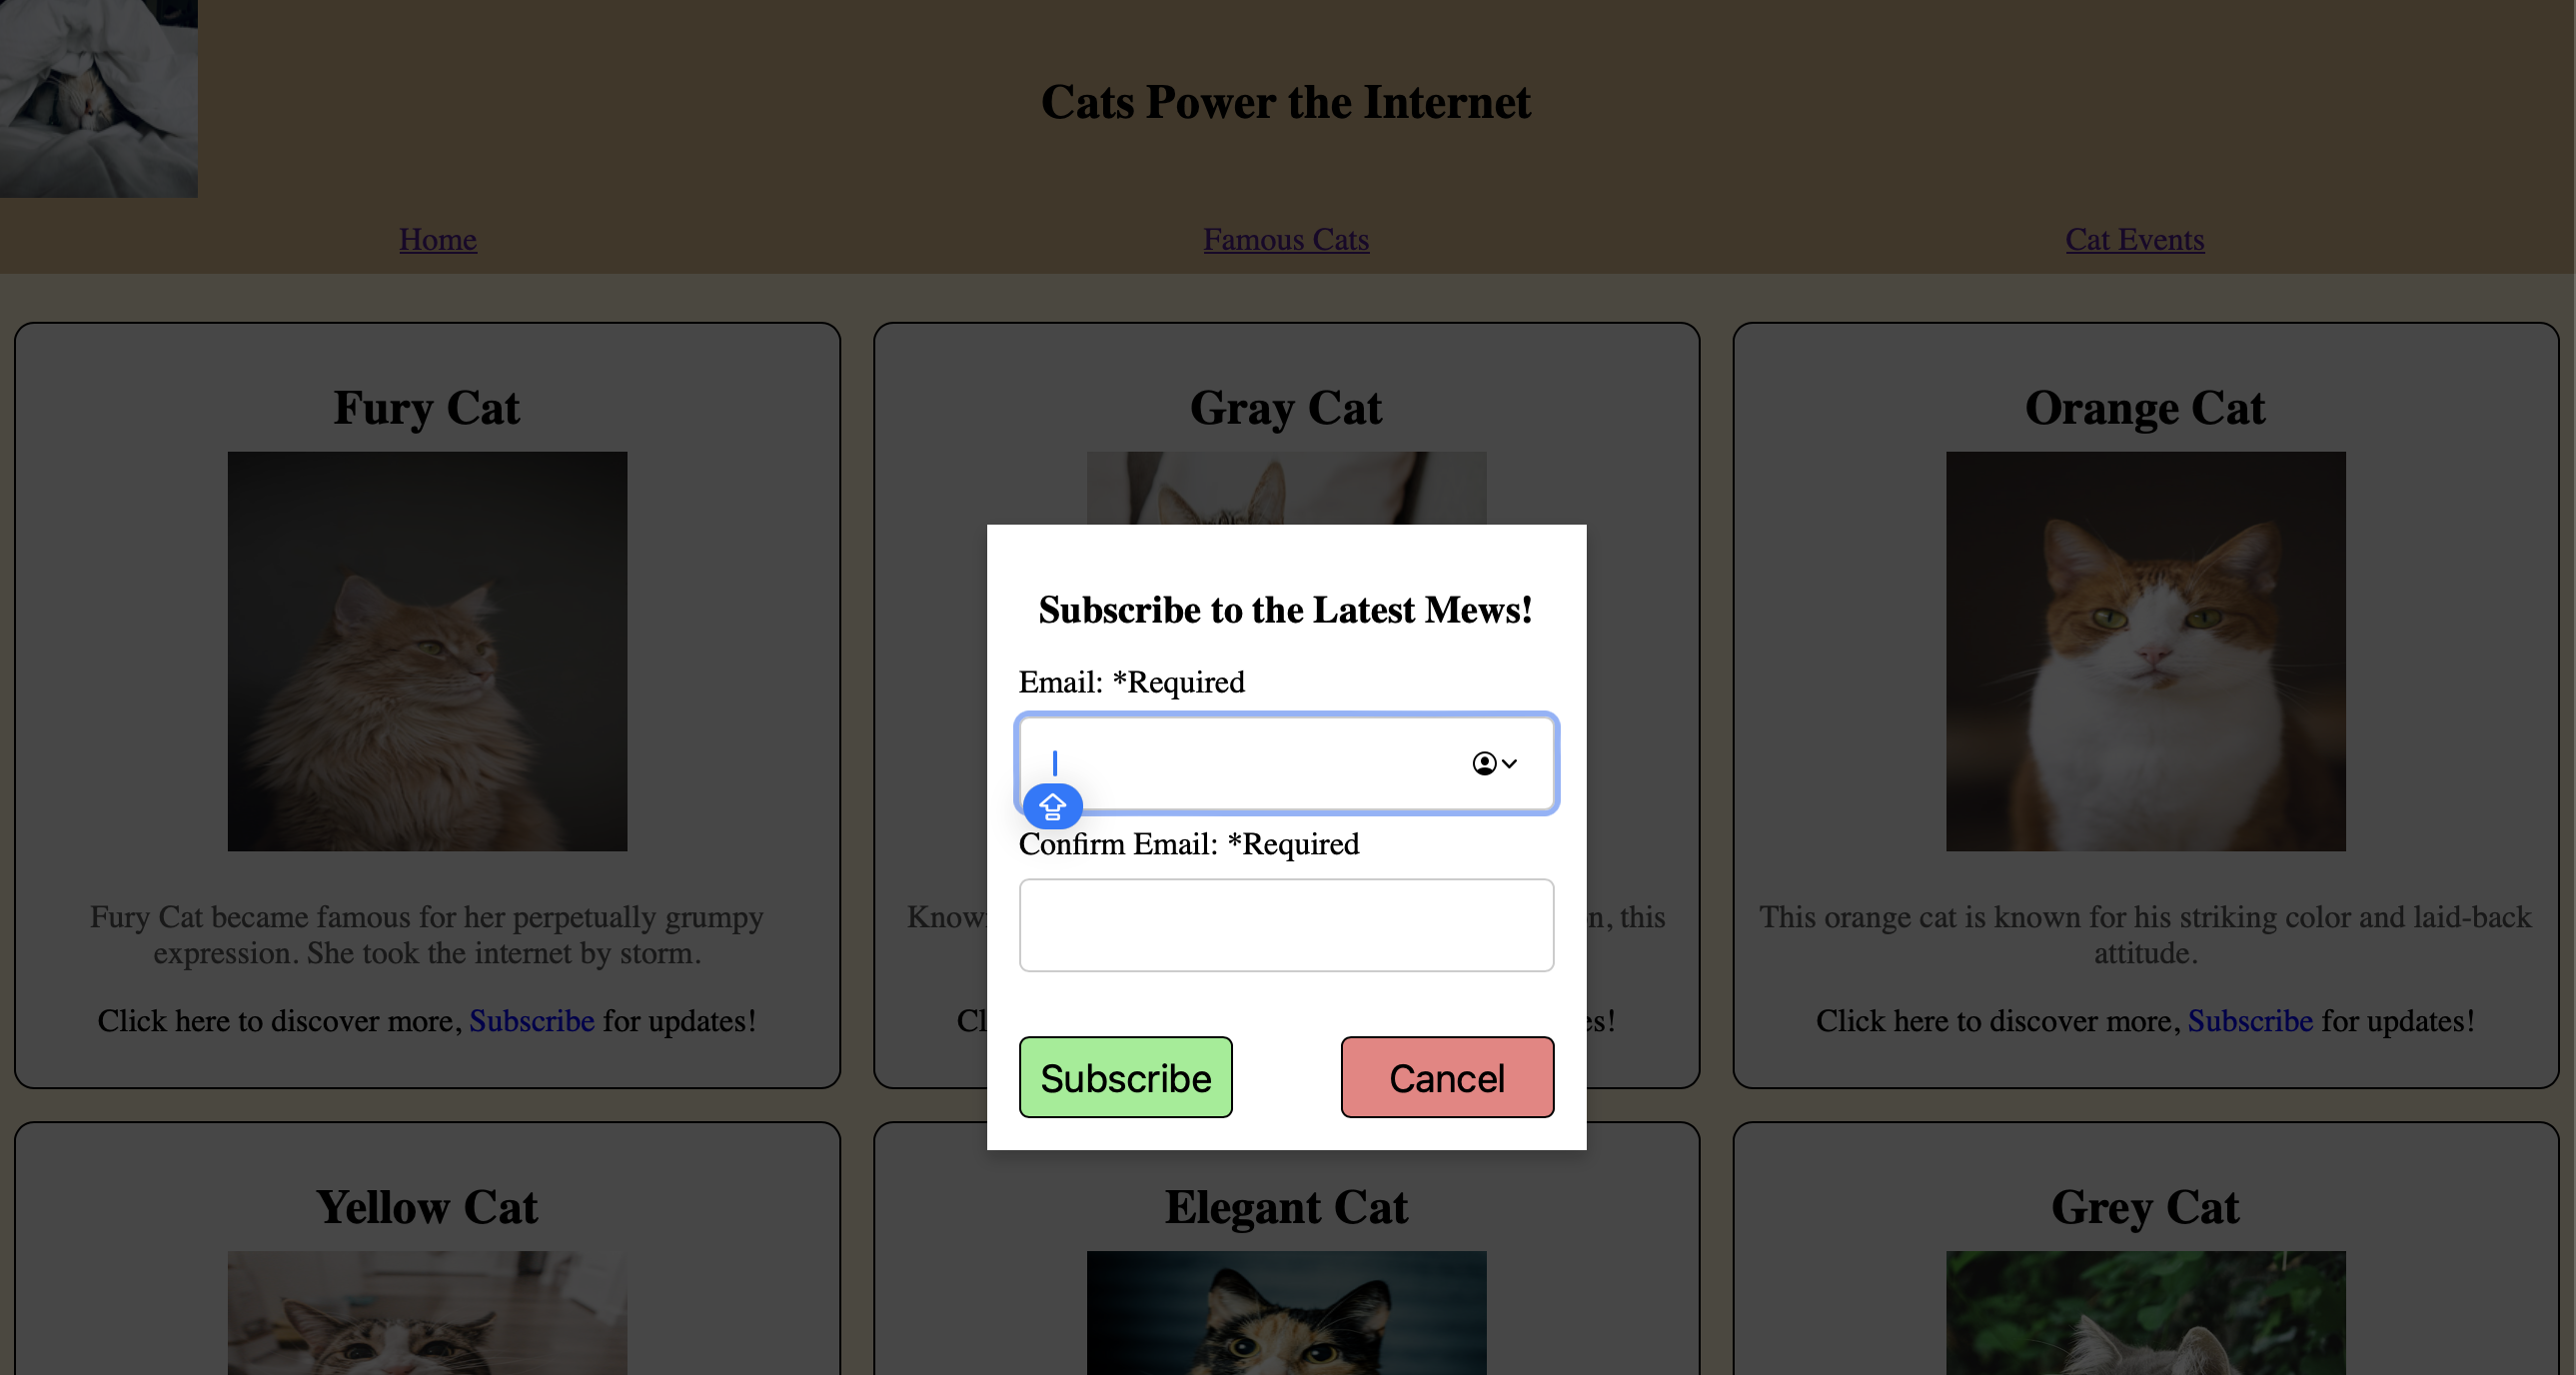 Cats Power the Internet
Home
Famous Cats
Cat Events
Fury Cat
Gray Cat
Orange Cat
Subscribe to the Latest Mews!
Email: *Required
Confirm Email: *Required
Subscribe
Cancel
Fury Cat became famous for her perpetually grumpy
expression. She took the internet by storm.
Click here to discover more, Subscribe for updates!
this
This orange cat is known for his striking color and laid-back
attitude.
Click here to discover more, Subscribe for updates!
Yellow Cat
Elegant Cat
Grey Cat